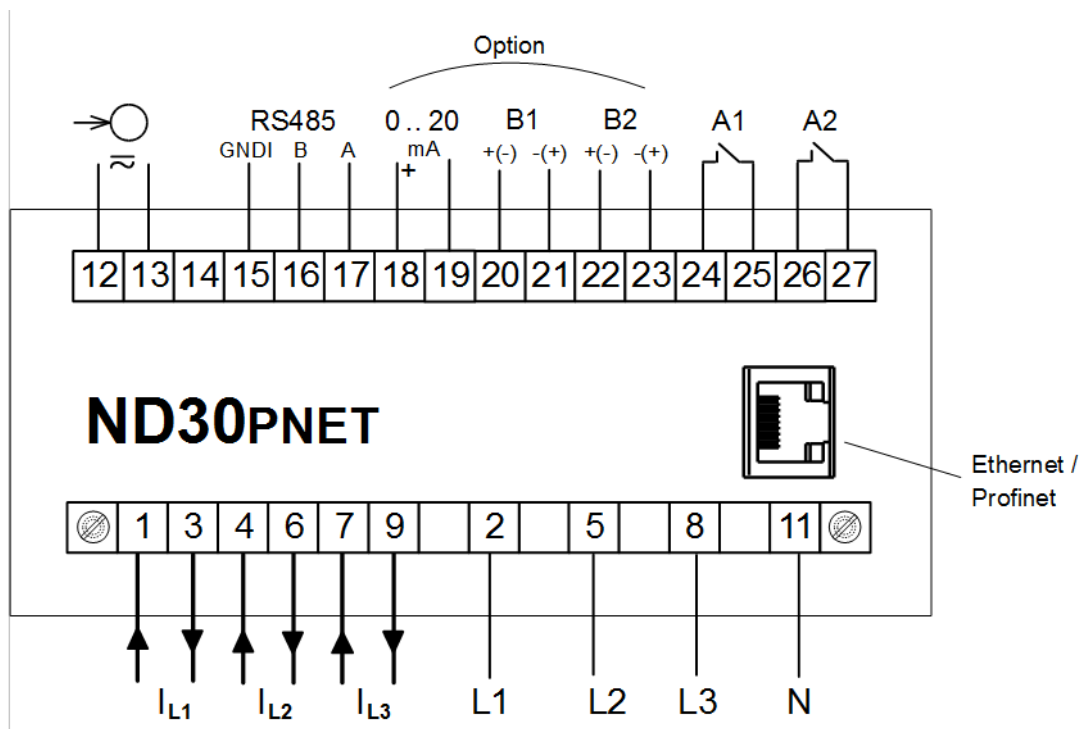 Option
RS485 0 .. 20 B1 B2 A1 A2
GNDI B A mA +(-) -(+) +(-) -(+)
+
12 13 14 15 16 17 18 19 20 21 22 23 24 25 26 27
ND30PNET
Ethernet /
Profinet
1 3 4 6 7 9 2 5 8 11
IL1 IL2 IL3 L1 L2 L3 N